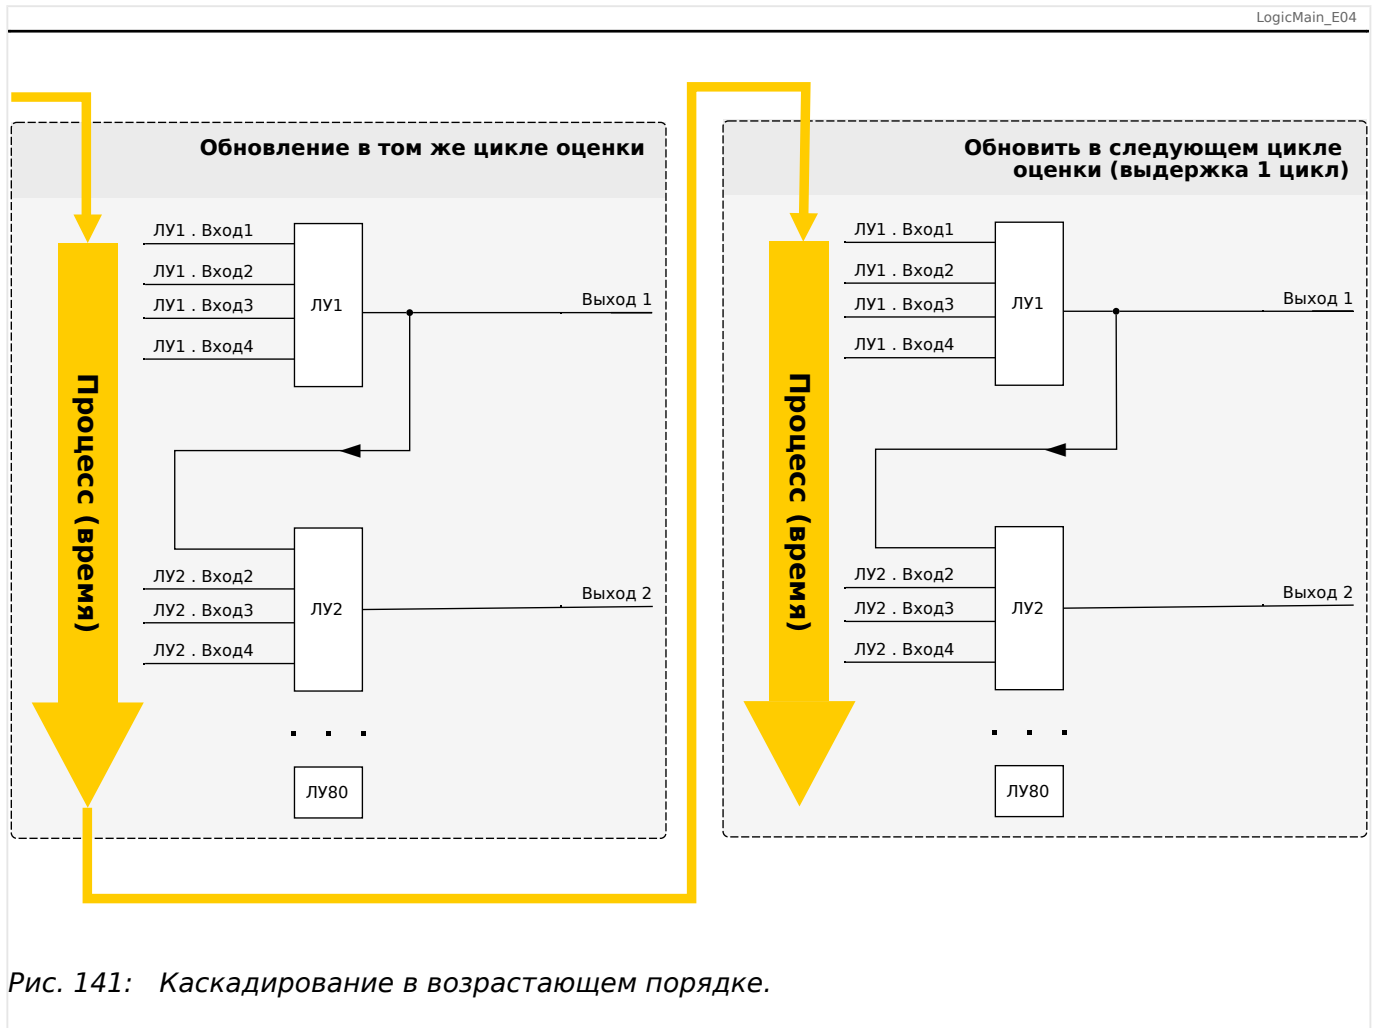 LogicMain_E04
Обновление в том же цикле оценки
ЛУ1 . Вход1
ЛУ1 . Вход2
ЛУ1 . Вход3
ЛУ1 . Вход4
ЛУ1
Выход 1
Процесс (время)
ЛУ2 . Вход2
ЛУ2 . Вход3
ЛУ2 . Вход4
ЛУ2
Выход 2
. . .
ЛУ80
Обновить в следующем цикле
оценки (выдержка 1 цикл)
ЛУ1 . Вход1
ЛУ1 . Вход2
ЛУ1 . Вход3
ЛУ1 . Вход4
ЛУ1
Выход 1
Процесс (время)
ЛУ2 . Вход2
ЛУ2 . Вход3
ЛУ2 . Вход4
ЛУ2
Выход 2
. . .
ЛУ80
Рис. 141: Каскадирование в возрастающем порядке.